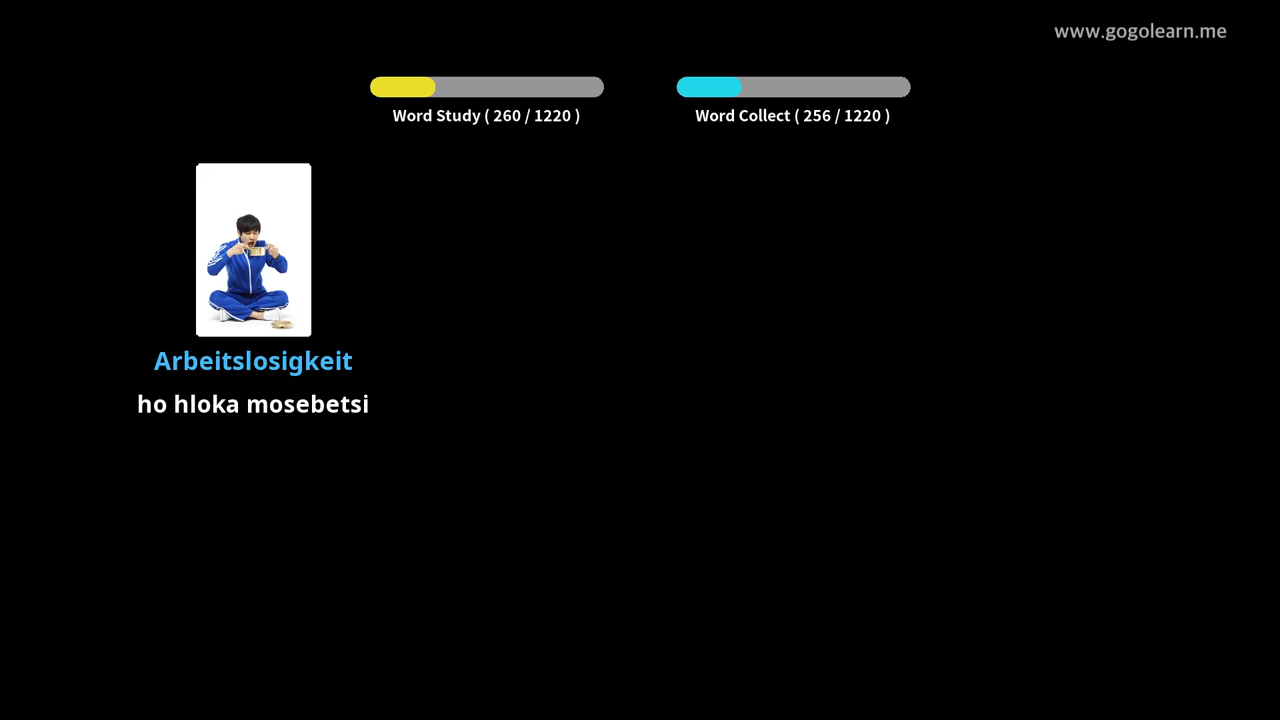 www.gogolearn.me
Word Study ( 260 / 1220 )
Word Collect ( 256 / 1220 )
Arbeitslosigkeit
ho hloka mosebetsi